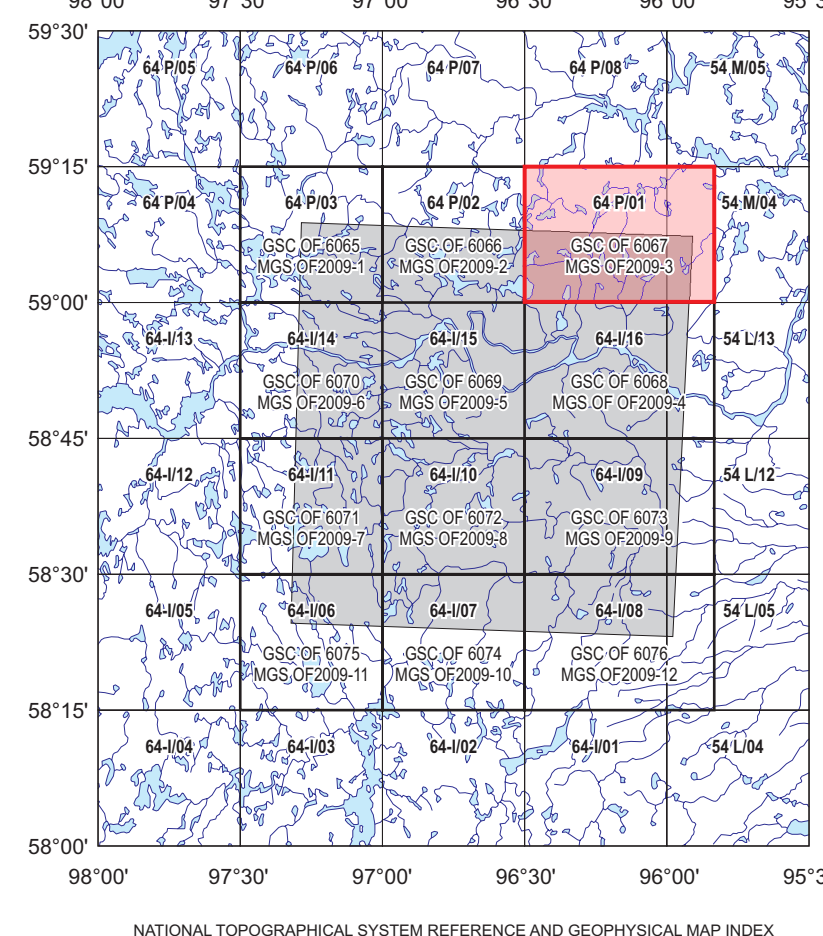 98°00' 97°30' 97°00' 96°30' 96°00'
59°30'
64 P/05 64 P/06 64 P/07 64 P/08 54 M/05
59°15'
64 P/04 64 P/03 64 P/02 64 P/01 54 M/04
GSC OF 6065 GSC OF 6066 GSC OF 6067
MGS OF2009-1 MGS OF2009-2 MGS OF2009-3
59°00'
64-I/13 64-I/14 64-I/15 64-I/16 54 L/13
GSC OF 6070 GSC OF 6069 GSC OF 6068
MGS OF2009-6 MGS OF2009-5 MGS OF OF2009-4
58°45'
64-I/12 64-I/11 64-I/10 64-I/09 54 L/12
GSC OF 6071 GSC OF 6072 GSC OF 6073
MGS OF2009-7 MGS OF2009-8 MGS OF2009-9
58°30'
64-I/05 64-I/06 64-I/07 64-I/08 54 L/05
GSC OF 6075 GSC OF 6074 GSC OF 6076
MGS OF2009-11 MGS OF2009-10 MGS OF2009-12
58°15'
64-I/04 64-I/03 64-I/02 64-I/01 54 L/04
58°00'
98°00' 97°30' 97°00' 96°30' 96°00' 95°3
NATIONAL TOPOGRAPHICAL SYSTEM REFERENCE AND GEOPHYSICAL MAP INDEX